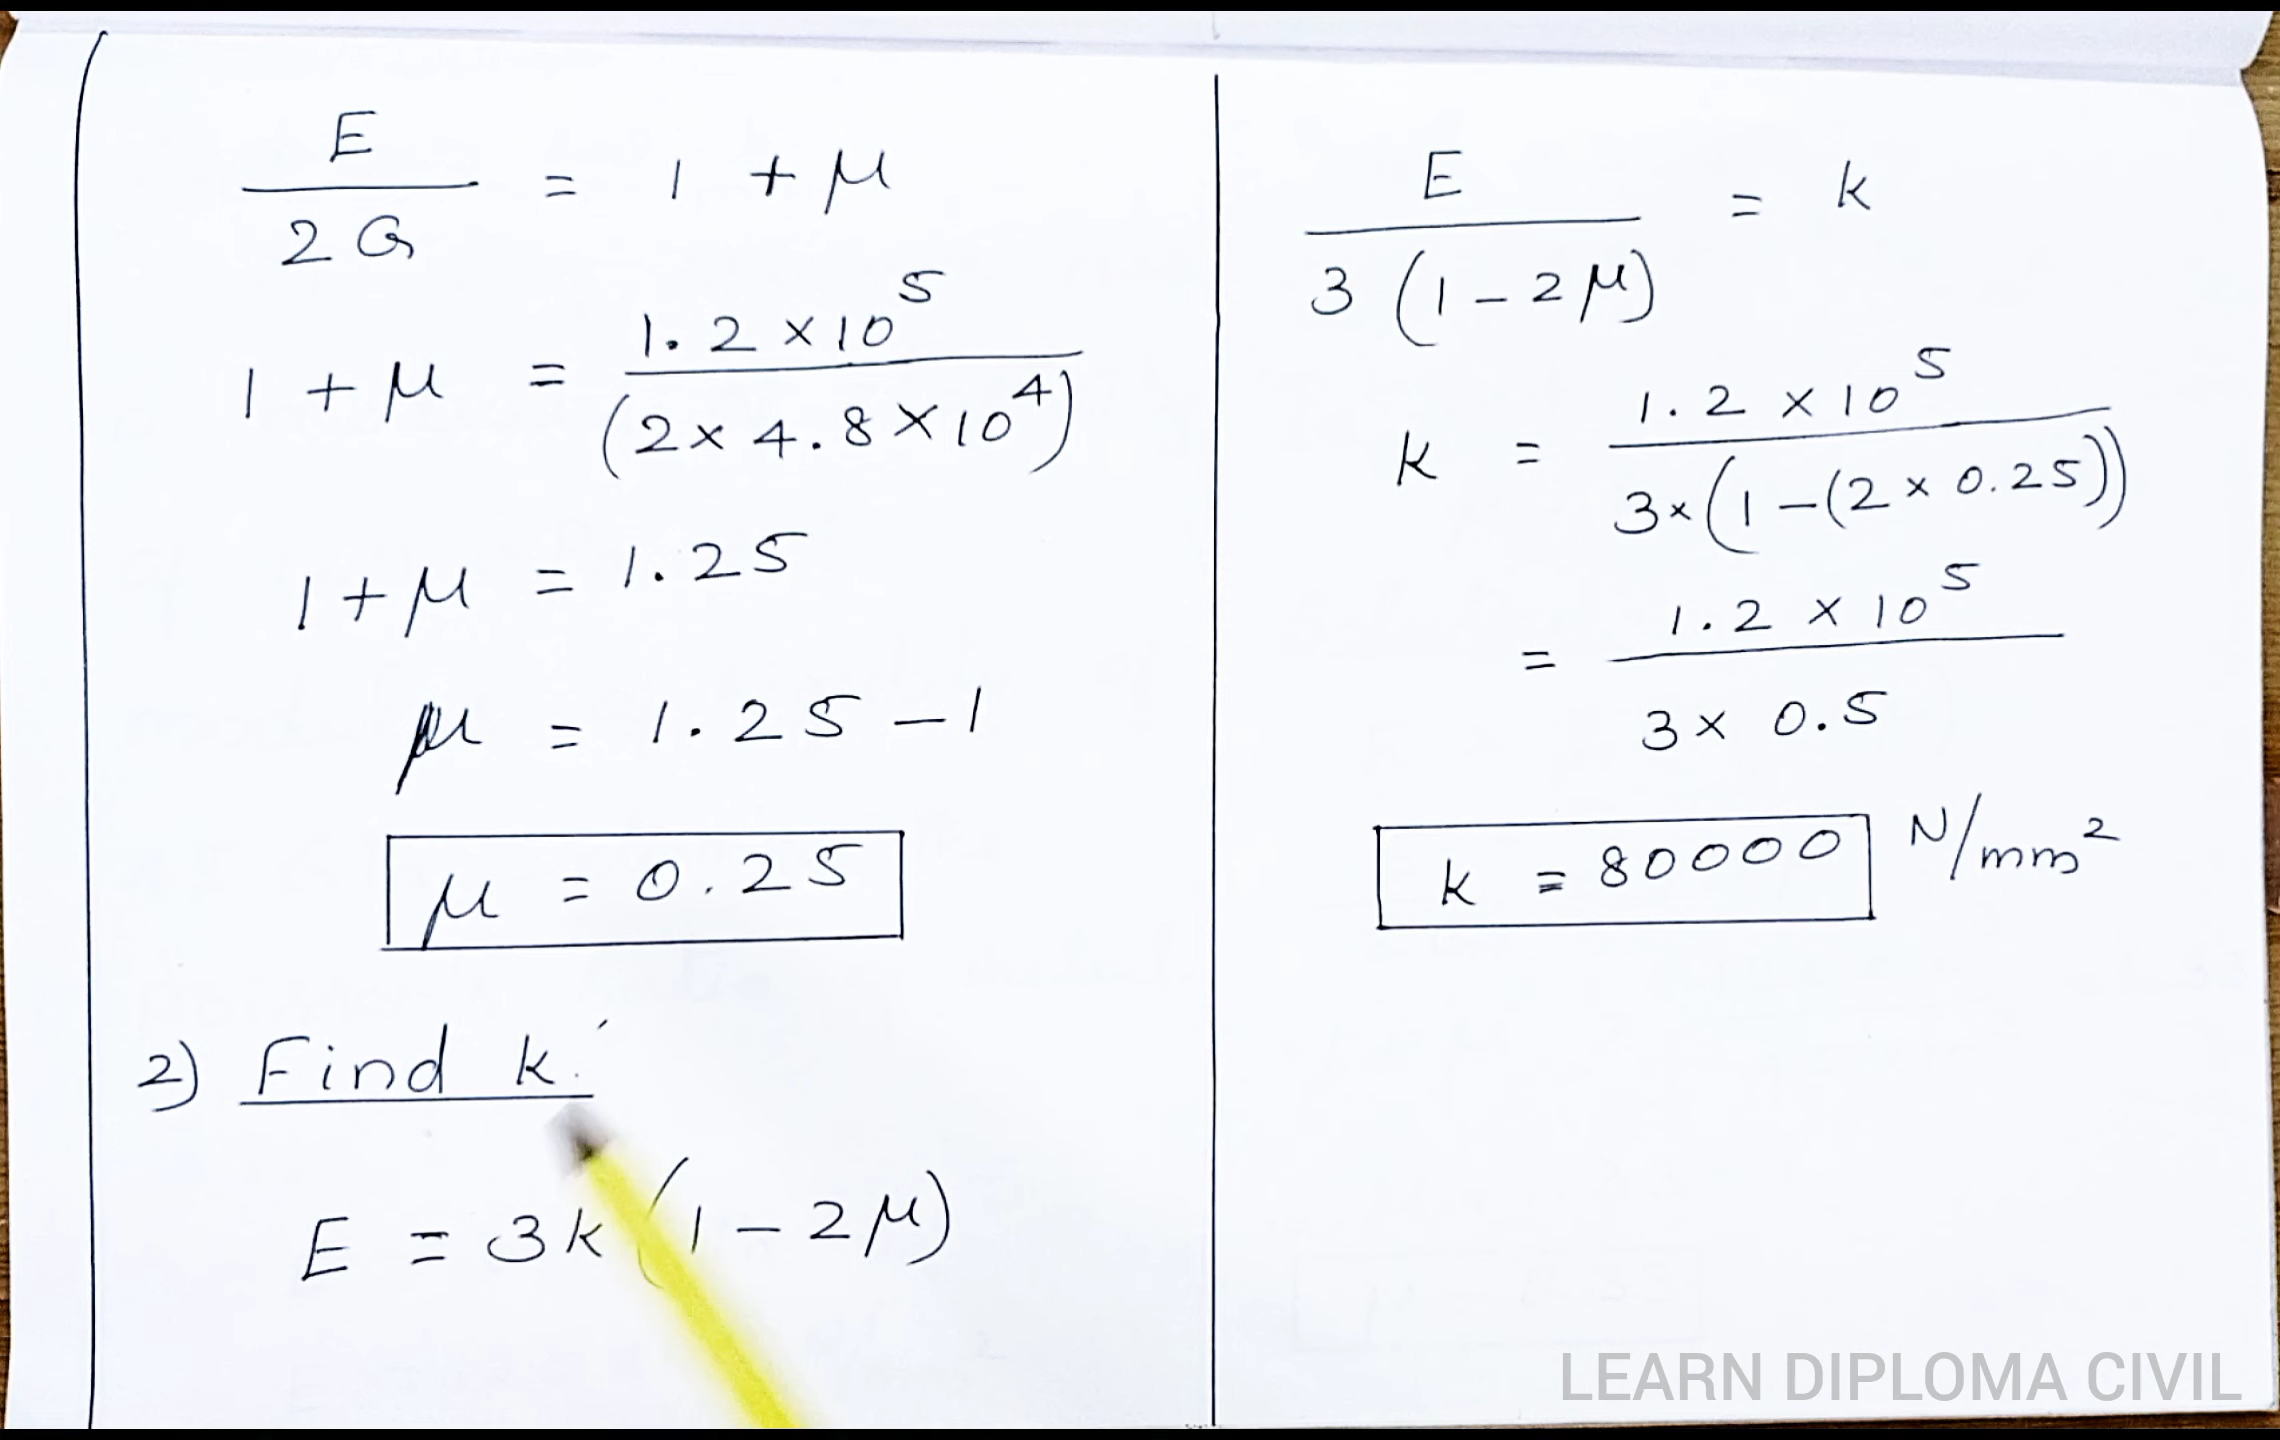 E / 2G = 1 + μ
1 + μ = 1.2 × 10^5 / (2 × 4.8 × 10^4)
1 + μ = 1.25
μ = 1.25 - 1
μ = 0.25
2) Find k:
E = 3k (1 - 2μ)
E / 3 (1 - 2μ) = k
k = 1.2 × 10^5 / 3 × (1 - (2 × 0.25))
= 1.2 × 10^5 / 3 × 0.5
k = 80000 N/mm²
LEARN DIPLOMA CIVIL